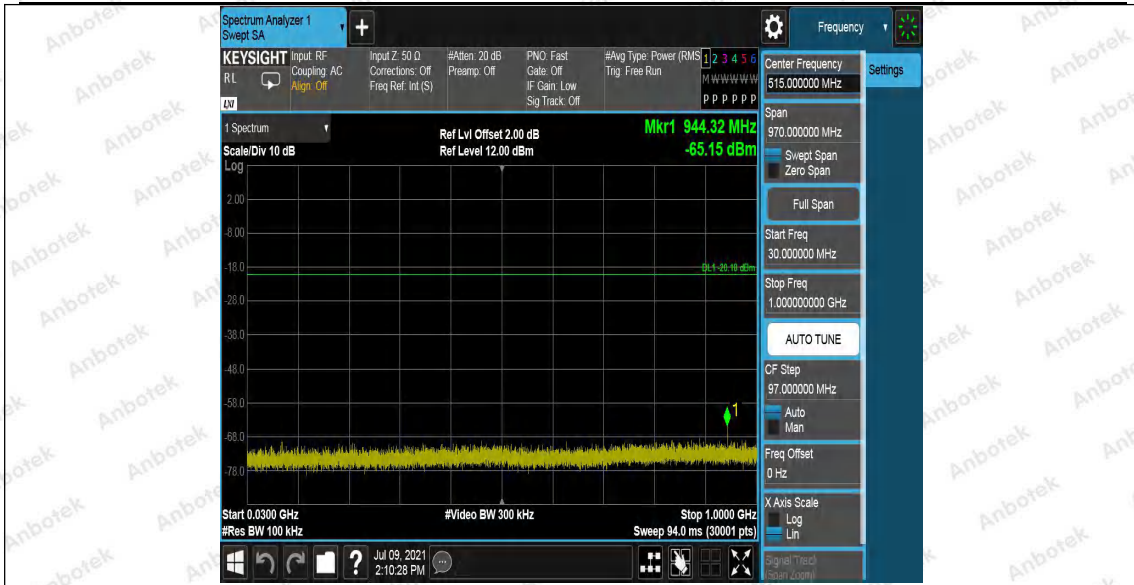 Spectrum Analyzer 1
Swept SA
+
Frequency
KEYSIGHT
RL
LXI
Input: RF
Coupling: AC
Align: Off
Input Z: 50 Ω
Corrections: Off
Freq Ref: Int (S)
#Atten: 20 dB
Preamp: Off
PNO: Fast
Gate: Off
IF Gain: Low
Sig Track: Off
#Avg Type: Power (RMS
Trig: Free Run
1 2 3 4 5 6
M W W W W W
P P P P P P
Center Frequency
515.000000 MHz
Settings
1 Spectrum
Scale/Div 10 dB
Log
Ref Lvl Offset 2.00 dB
Ref Level 12.00 dBm
Mkr1 944.32 MHz
-65.15 dBm
Span
970.000000 MHz
Swept Span
Zero Span
Full Span
Start Freq
30.000000 MHz
Stop Freq
1.000000000 GHz
AUTO TUNE
CF Step
97.000000 MHz
Auto
Man
Freq Offset
0 Hz
X Axis Scale
Log
Lin
Signal Track
(Span Zoom)
2.00
-8.00
-18.0
DL1 -20.10 dBm
-28.0
-38.0
-48.0
-58.0
1
-68.0
-78.0
Start 0.0300 GHz
#Res BW 100 kHz
#Video BW 300 kHz
Stop 1.0000 GHz
Sweep 94.0 ms (30001 pts)
?
Jul 09, 2021
2:10:28 PM
Anbotek